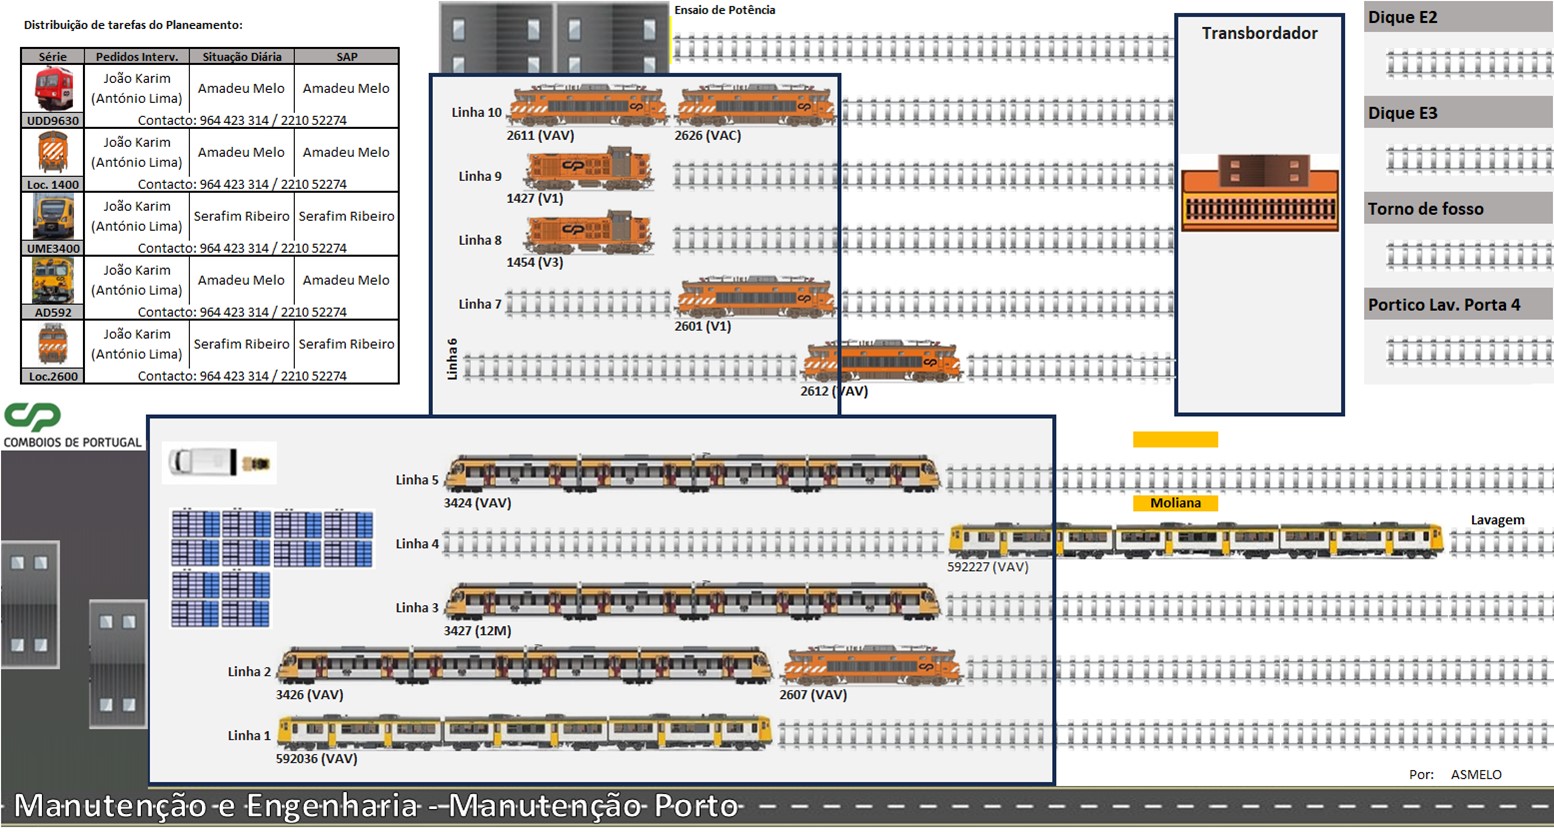 Distribuição de tarefas do Planeamento:
Série Pedidos Interv. Situação Diária SAP
UDD9630 João Karim (António Lima) Amadeu Melo Amadeu Melo
Contacto: 964 423 314 / 2210 52274
Loc. 1400 João Karim (António Lima) Amadeu Melo Amadeu Melo
Contacto: 964 423 314 / 2210 52274
UME3400 João Karim (António Lima) Serafim Ribeiro Serafim Ribeiro
Contacto: 964 423 314 / 2210 52274
AD592 João Karim (António Lima) Amadeu Melo Amadeu Melo
Contacto: 964 423 314 / 2210 52274
Loc.2600 João Karim (António Lima) Serafim Ribeiro Serafim Ribeiro
Contacto: 964 423 314 / 2210 52274
CP
COMBOIOS DE PORTUGAL
Ensaio de Potência
Linha 10
2611 (VAV)
2626 (VAC)
Linha 9
1427 (V1)
Linha 8
1454 (V3)
Linha 7
2601 (V1)
Linha 6
2612 (VAV)
Transbordador
Dique E2
Dique E3
Torno de fosso
Portico Lav. Porta 4
Linha 5
3424 (VAV)
Moliana
Linha 4
592227 (VAV)
Lavagem
Linha 3
3427 (12M)
Linha 2
3426 (VAV)
2607 (VAV)
Linha 1
592036 (VAV)
Por: ASMELO
Manutenção e Engenharia - Manutenção Porto